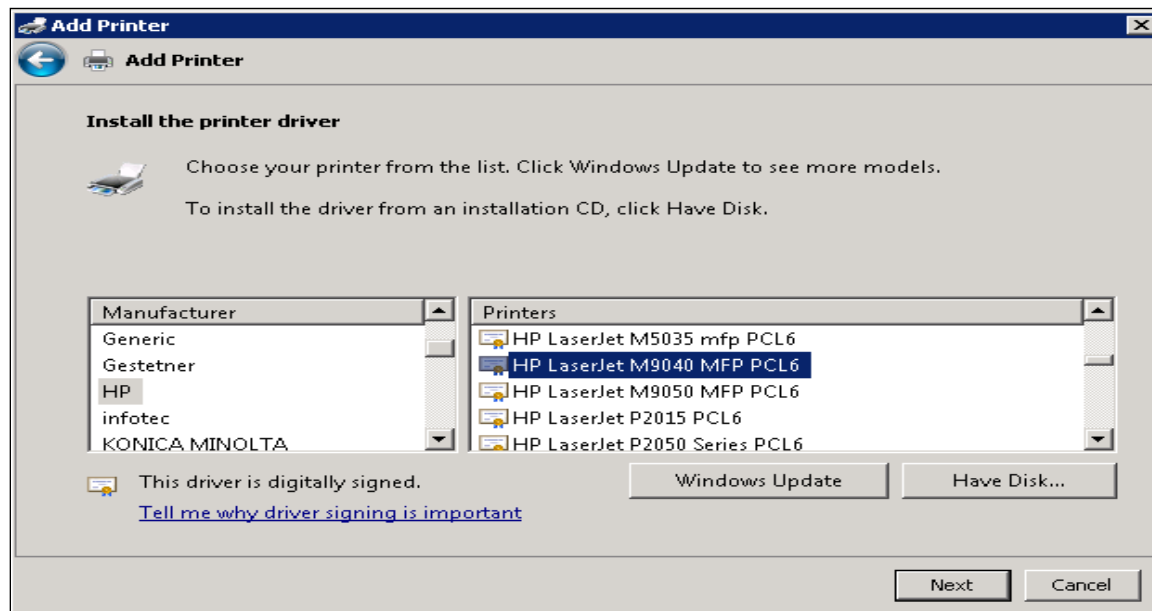 Add Printer
Add Printer
Install the printer driver
Choose your printer from the list. Click Windows Update to see more models.
To install the driver from an installation CD, click Have Disk.
Manufacturer
Generic
Gestetner
HP
infotec
KONICA MINOLTA
Printers
HP LaserJet M5035 mfp PCL6
HP LaserJet M9040 MFP PCL6
HP LaserJet M9050 MFP PCL6
HP LaserJet P2015 PCL6
HP LaserJet P2050 Series PCL6
This driver is digitally signed.
Tell me why driver signing is important
Windows Update
Have Disk...
Next
Cancel